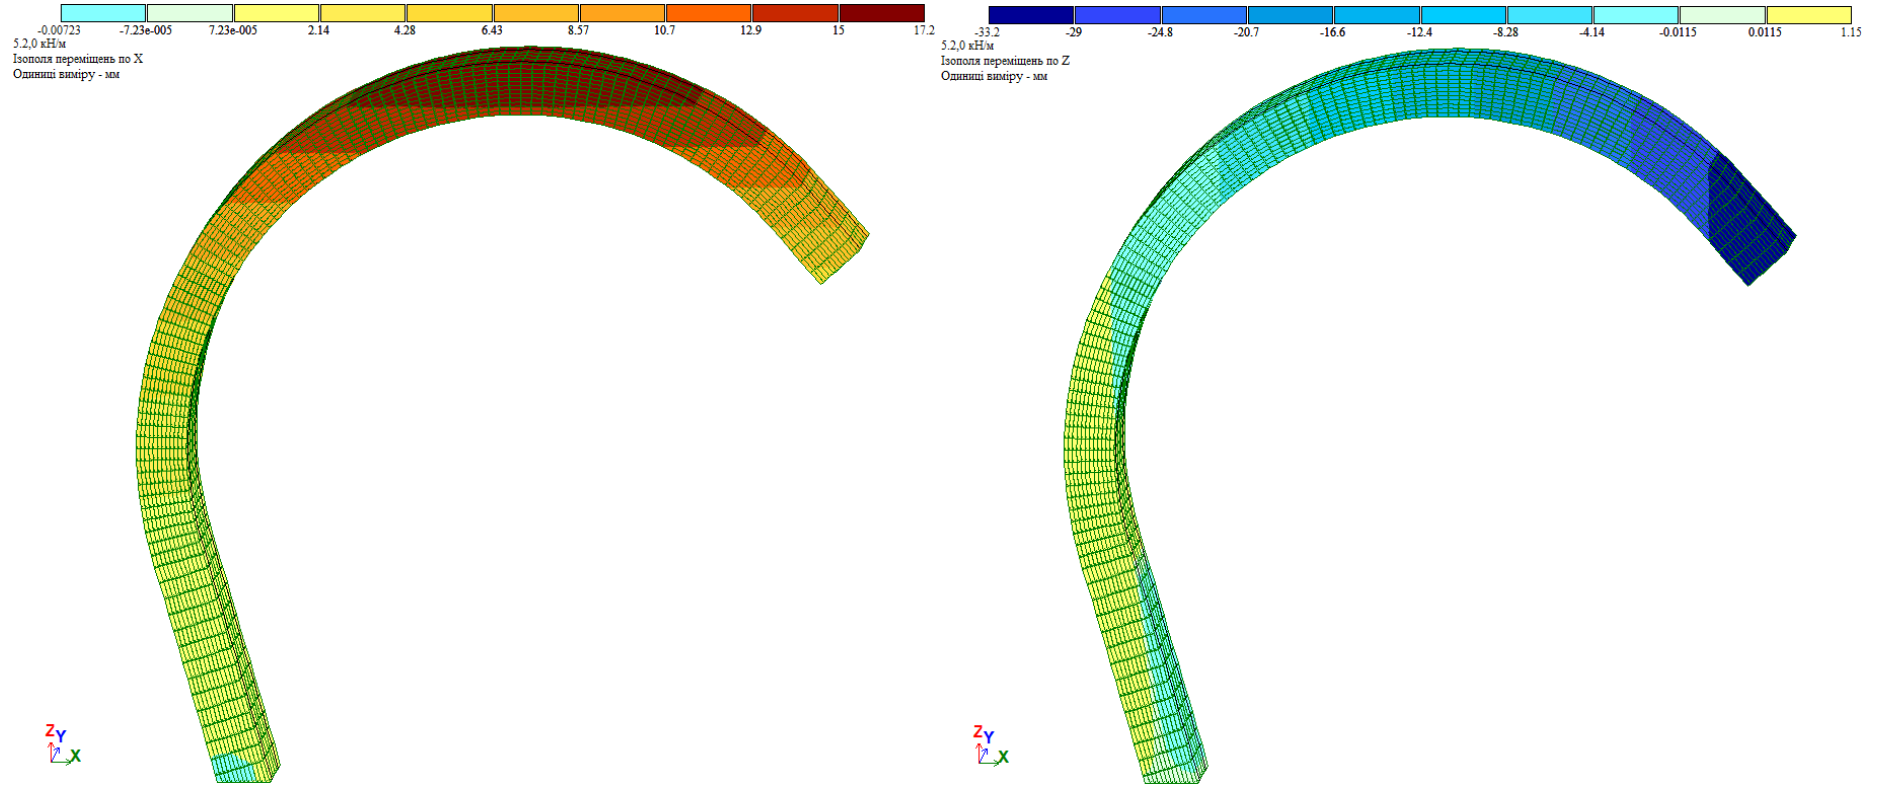 -0.00723 -7.23e-005 7.23e-005 2.14 4.28 6.43 8.57 10.7 12.9 15 17.2
5.2,0 кН/м
Ізополя переміщень по X
Одиниці виміру - мм
Z
Y
X
-33.2 -29 -24.8 -20.7 -16.6 -12.4 -8.28 -4.14 -0.0115 0.0115 1.15
5.2,0 кН/м
Ізополя переміщень по Z
Одиниці виміру - мм
Z
Y
X